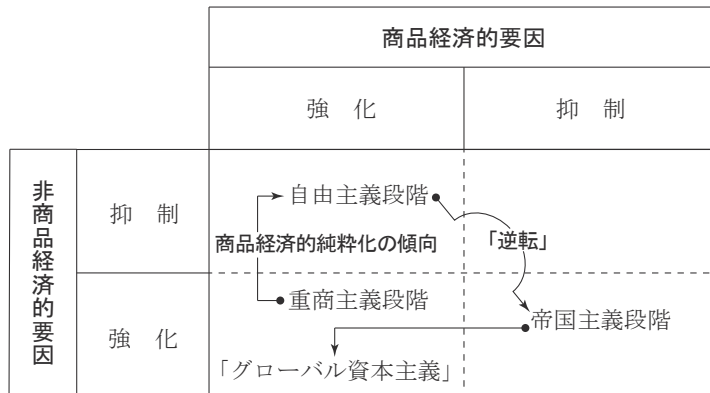 商品経済的要因
強 化
抑 制
非商品経済的要因
抑 制
強 化
自由主義段階
商品経済的純粋化の傾向
「逆転」
重商主義段階
帝国主義段階
「グローバル資本主義」